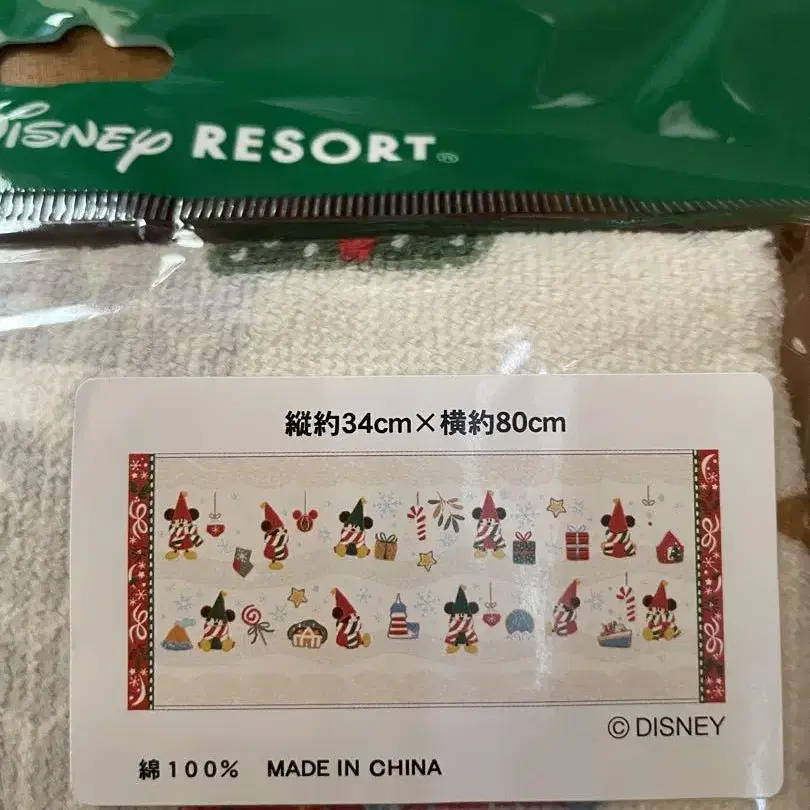 DISNEY RESORT®
縦約34cm×横約80cm
©DISNEY
綿100% MADE IN CHINA